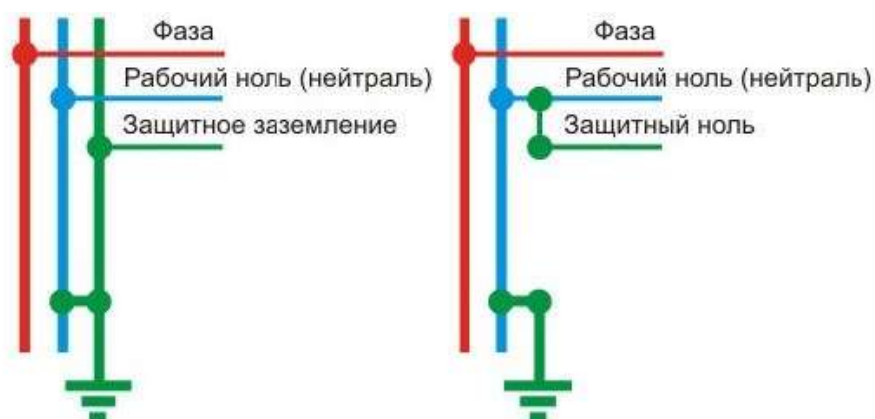 Фаза
Рабочий ноль (нейтраль)
Защитное заземление
Фаза
Рабочий ноль (нейтраль)
Защитный ноль